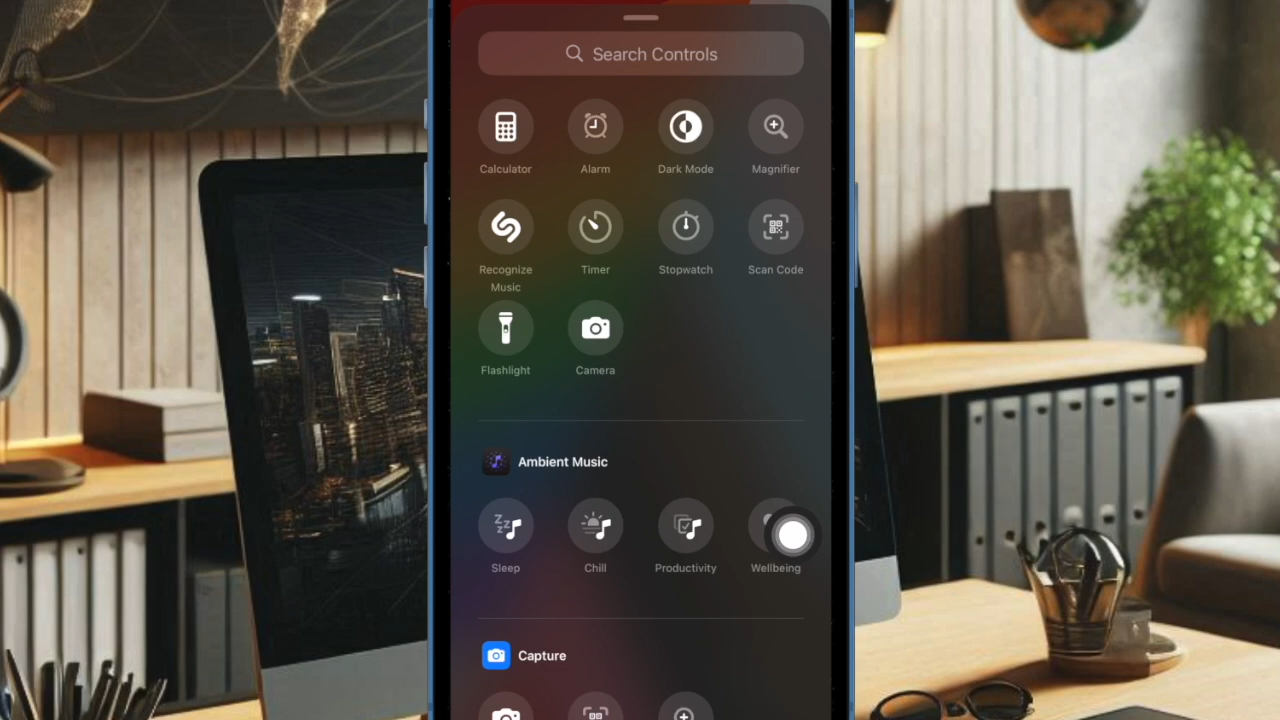 Search Controls
Calculator
Alarm
Dark Mode
Magnifier
Recognize
Music
Timer
Stopwatch
Scan Code
Flashlight
Camera
Ambient Music
Zzz
Sleep
Chill
Productivity
Wellbeing
Capture